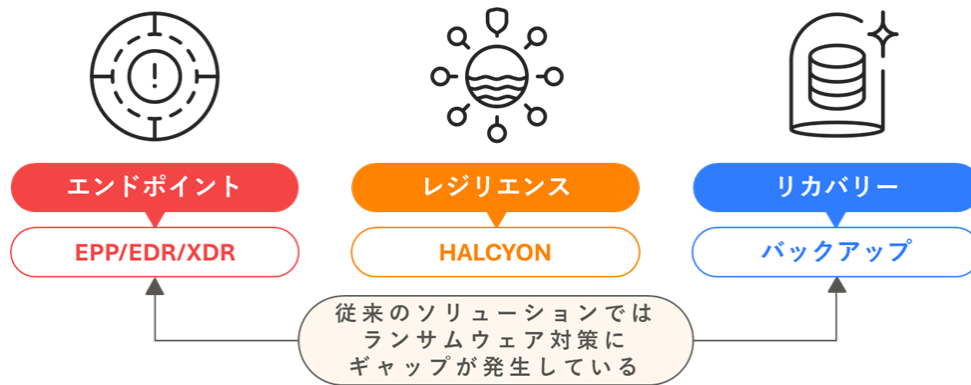 エンドポイント
レジリエンス
リカバリー
EPP/EDR/XDR
HALCYON
バックアップ
従来のソリューションでは
ランサムウェア対策に
ギャップが発生している